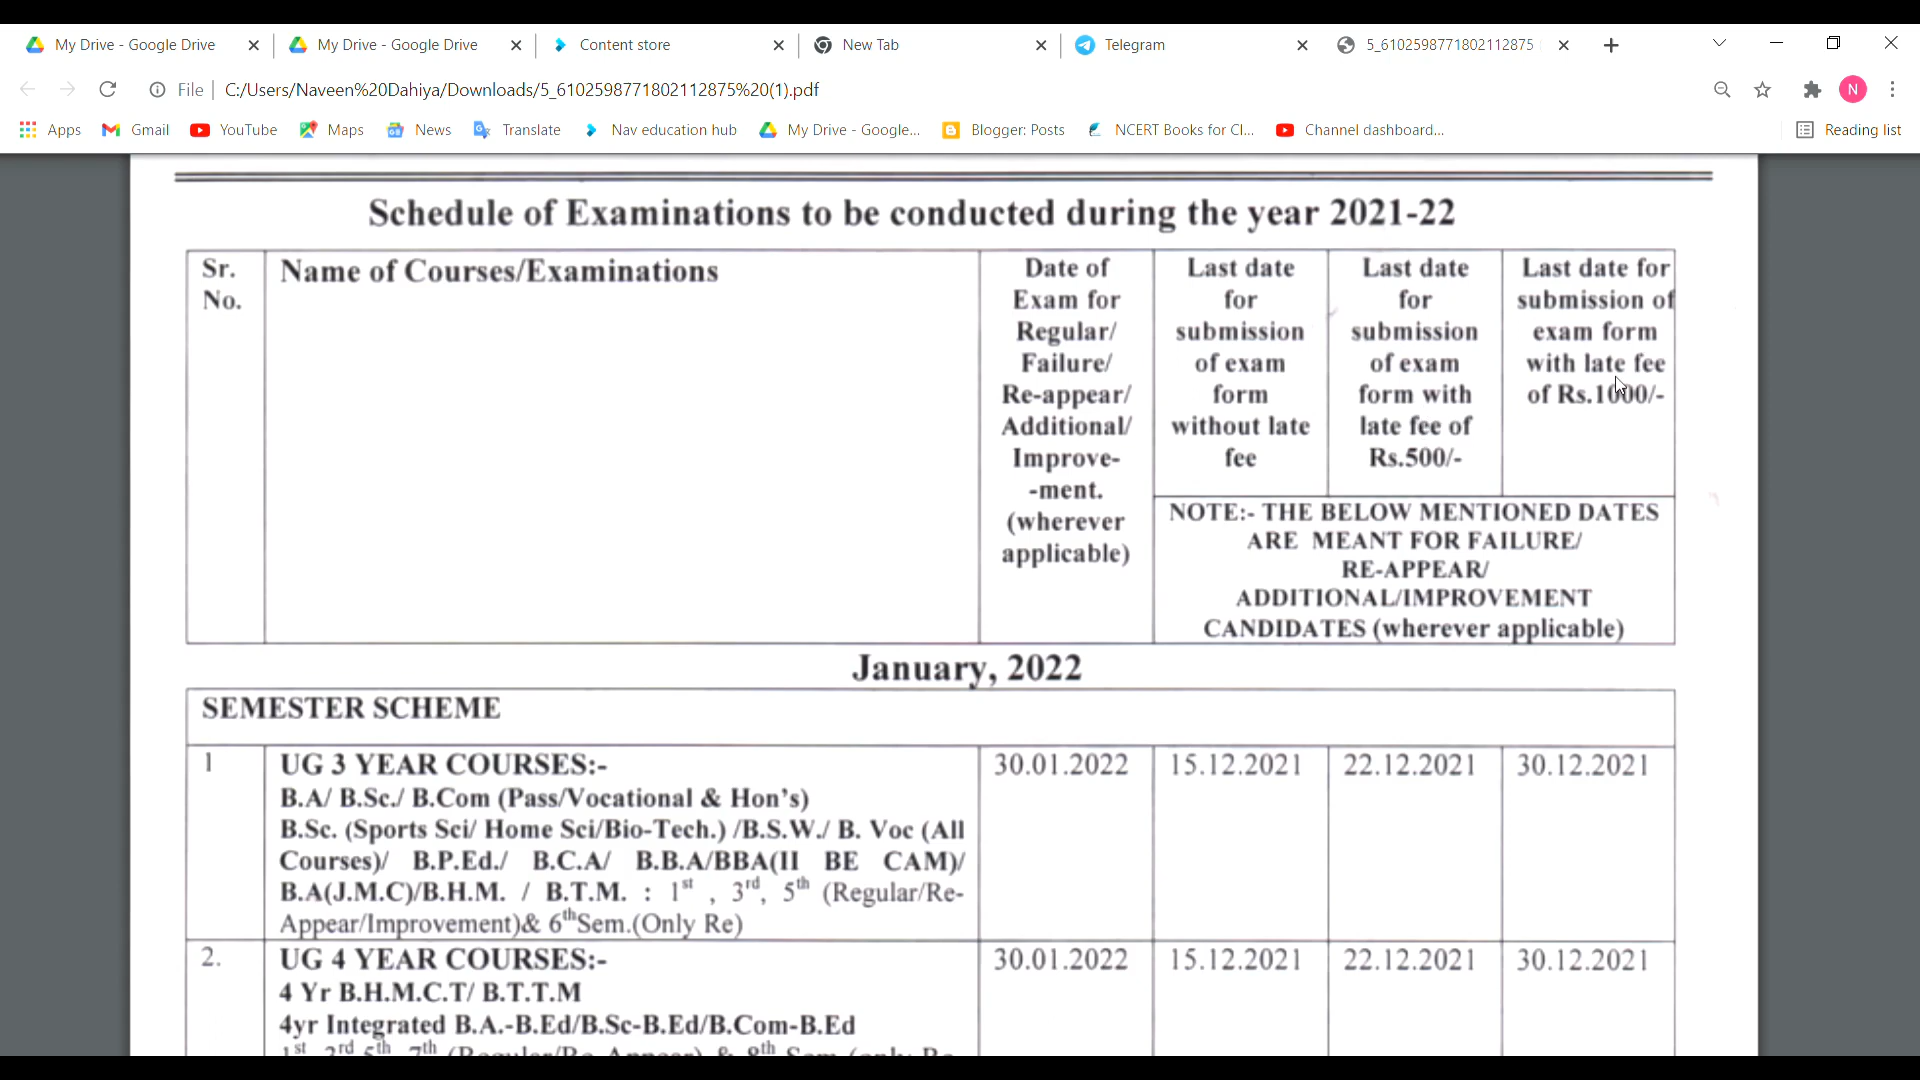 My Drive - Google Drive
My Drive - Google Drive
Content store
New Tab
Telegram
5_6102598771802112875
File
C:/Users/Naveen%20Dahiya/Downloads/5_6102598771802112875%20(1).pdf
N
Apps
Gmail
YouTube
Maps
News
Translate
Nav education hub
My Drive - Google...
Blogger: Posts
NCERT Books for Cl...
Channel dashboard...
Reading list
Schedule of Examinations to be conducted during the year 2021-22
Sr.
No.
Name of Courses/Examinations
Date of
Exam for
Regular/
Failure/
Re-appear/
Additional/
Improve-
-ment.
(wherever
applicable)
Last date
for
submission
of exam
form
without late
fee
Last date
for
submission
of exam
form with
late fee of
Rs.500/-
Last date for
submission of
exam form
with late fee
of Rs.1000/-
NOTE:- THE BELOW MENTIONED DATES
ARE MEANT FOR FAILURE/
RE-APPEAR/
ADDITIONAL/IMPROVEMENT
CANDIDATES (wherever applicable)
January, 2022
SEMESTER SCHEME
1
UG 3 YEAR COURSES:-
B.A/ B.Sc./ B.Com (Pass/Vocational & Hon's)
B.Sc. (Sports Sci/ Home Sci/Bio-Tech.) /B.S.W./ B. Voc (All
Courses)/ B.P.Ed./ B.C.A/ B.B.A/BBA(II BE CAM)/
B.A(J.M.C)/B.H.M. / B.T.M. : 1st , 3rd, 5th (Regular/Re-
Appear/Improvement)& 6thSem.(Only Re)
30.01.2022
15.12.2021
22.12.2021
30.12.2021
2.
UG 4 YEAR COURSES:-
4 Yr B.H.M.C.T/ B.T.T.M
4yr Integrated B.A.-B.Ed/B.Sc-B.Ed/B.Com-B.Ed
30.01.2022
15.12.2021
22.12.2021
30.12.2021